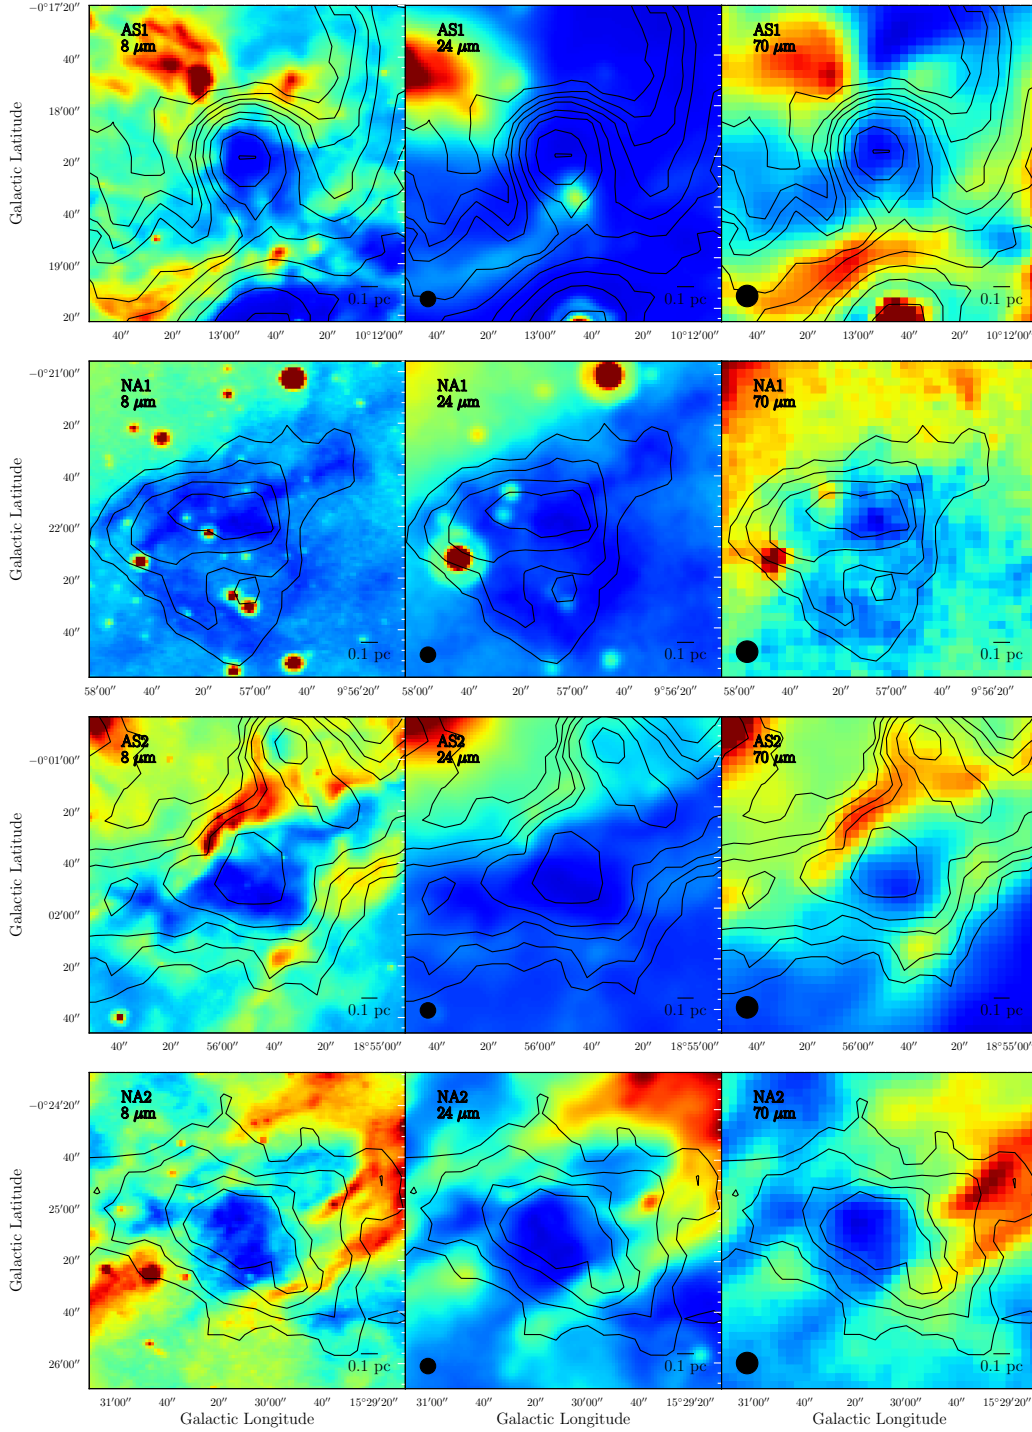 −0°17′20″
40″
18′00″
20″
40″
19′00″
20″
Galactic Latitude
AS1
8 μm
0.1 pc
AS1
24 μm
0.1 pc
AS1
70 μm
0.1 pc
40″ 20″ 13′00″ 40″ 20″ 10°12′00″
40″ 20″ 13′00″ 40″ 20″ 10°12′00″
40″ 20″ 13′00″ 40″ 20″ 10°12′00″
−0°21′00″
20″
40″
22′00″
20″
40″
Galactic Latitude
NA1
8 μm
0.1 pc
NA1
24 μm
0.1 pc
NA1
70 μm
0.1 pc
58′00″ 40″ 20″ 57′00″ 40″ 9°56′20″
58′00″ 40″ 20″ 57′00″ 40″ 9°56′20″
58′00″ 40″ 20″ 57′00″ 40″ 9°56′20″
−0°01′00″
20″
40″
02′00″
20″
40″
Galactic Latitude
AS2
8 μm
0.1 pc
AS2
24 μm
0.1 pc
AS2
70 μm
0.1 pc
40″ 20″ 56′00″ 40″ 20″ 18°55′00″
40″ 20″ 56′00″ 40″ 20″ 18°55′00″
40″ 20″ 56′00″ 40″ 20″ 18°55′00″
−0°24′20″
40″
25′00″
20″
40″
26′00″
Galactic Latitude
NA2
8 μm
0.1 pc
NA2
24 μm
0.1 pc
NA2
70 μm
0.1 pc
31′00″ 40″ 20″ 30′00″ 40″ 15°29′20″
31′00″ 40″ 20″ 30′00″ 40″ 15°29′20″
31′00″ 40″ 20″ 30′00″ 40″ 15°29′20″
Galactic Longitude
Galactic Longitude
Galactic Longitude